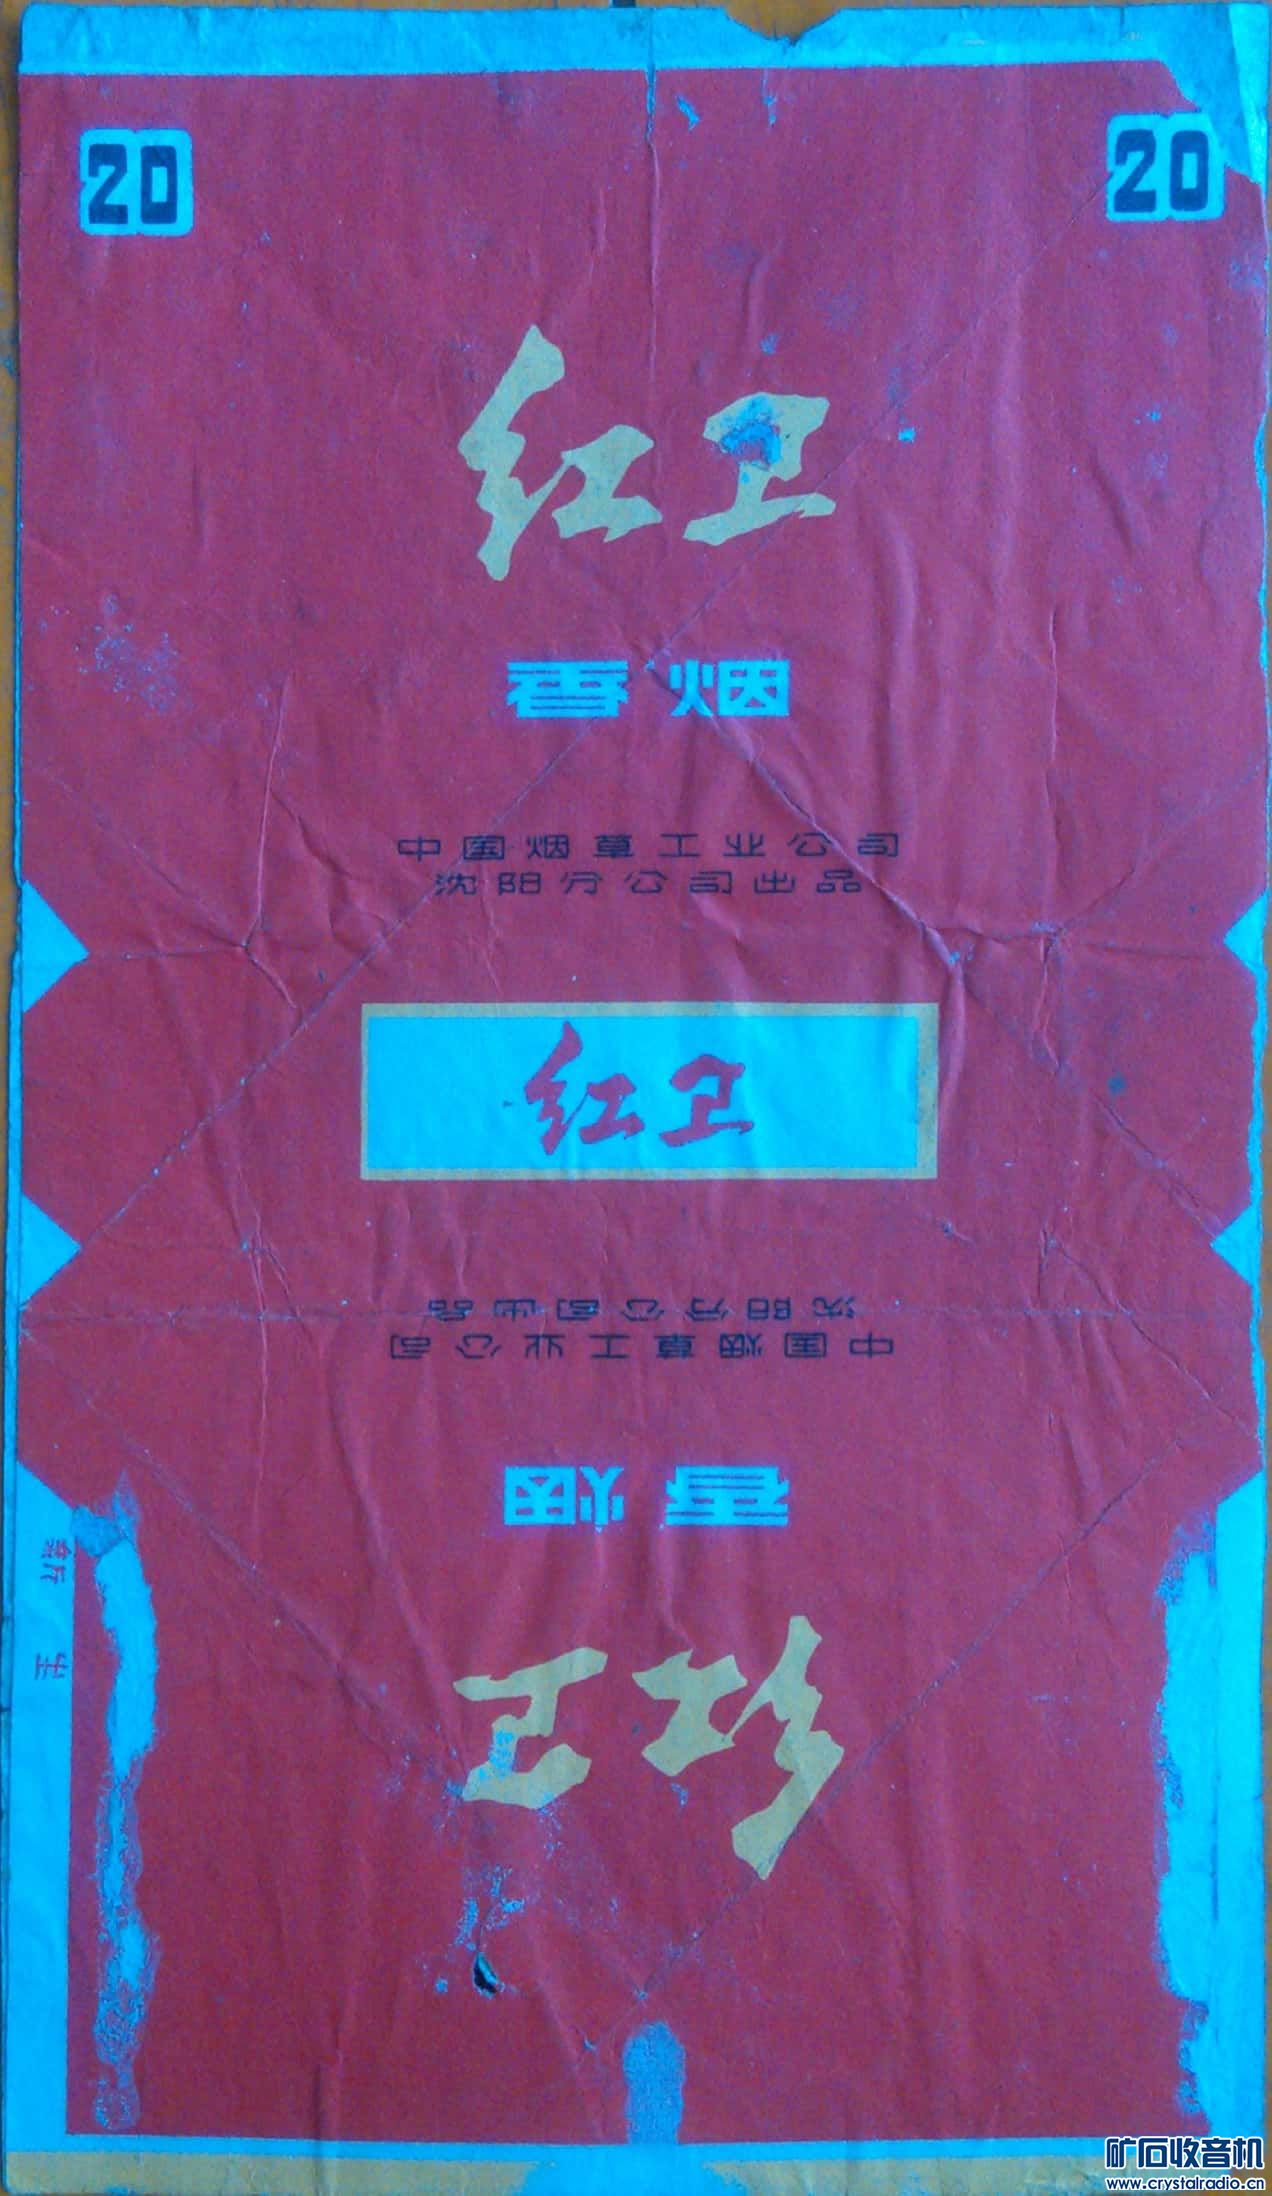 20 20
红卫
香烟
中国烟草工业公司
沈阳分公司出品
红卫
沈阳分公司出品
中国烟草工业公司
香烟
红卫
矿石收音机
www.crystalradio.cn